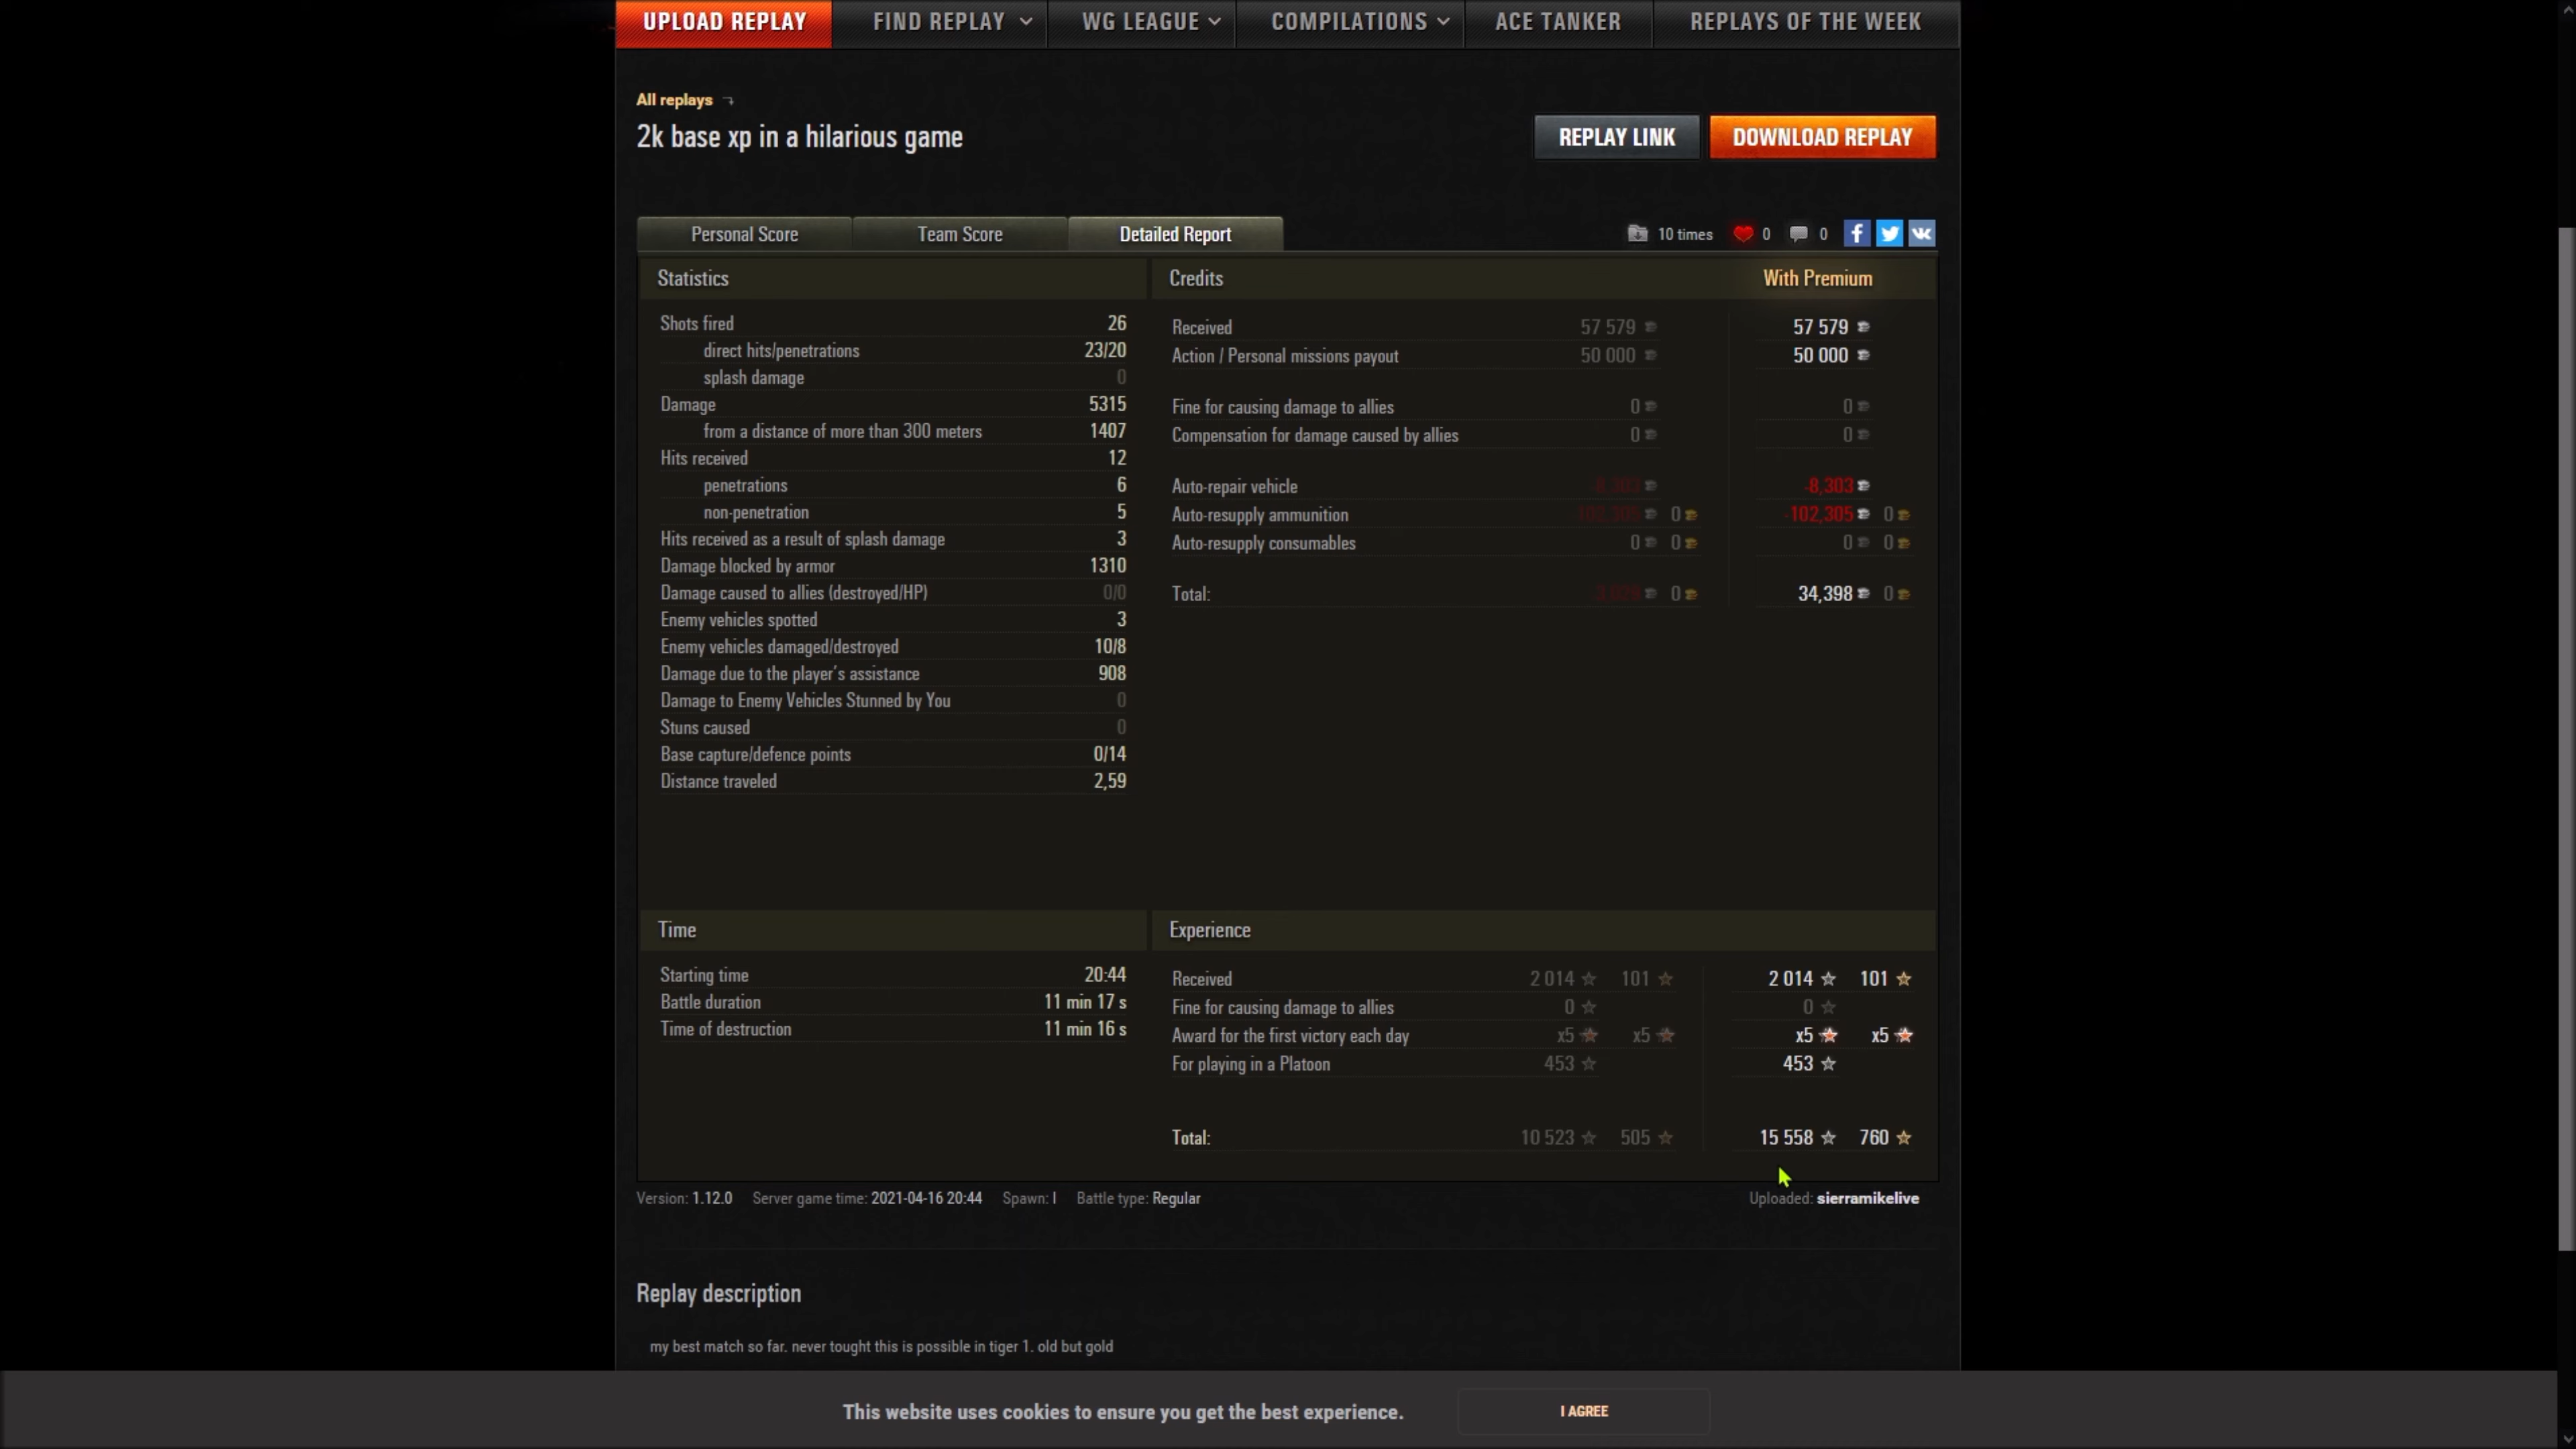 UPLOAD REPLAY FIND REPLAY WG LEAGUE COMPILATIONS ACE TANKER REPLAYS OF THE WEEK
All replays
2k base xp in a hilarious game
REPLAY LINK DOWNLOAD REPLAY
Personal Score Team Score Detailed Report 10 times 0 0
Statistics
Shots fired 26
direct hits/penetrations 23/20
splash damage 0
Damage 5315
from a distance of more than 300 meters 1407
Hits received 12
penetrations 6
non-penetration 5
Hits received as a result of splash damage 3
Damage blocked by armor 1310
Damage caused to allies (destroyed/HP) 0/0
Enemy vehicles spotted 3
Enemy vehicles damaged/destroyed 10/8
Damage due to the player's assistance 908
Damage to Enemy Vehicles Stunned by You 0
Stuns caused 0
Base capture/defence points 0/14
Distance traveled 2,59
Credits With Premium
Received 57 579 57 579
Action / Personal missions payout 50 000 50 000
Fine for causing damage to allies 0 0
Compensation for damage caused by allies 0 0
Auto-repair vehicle -8,303
Auto-resupply ammunition -102,305 0 -102,305 0
Auto-resupply consumables 0 0 0 0
Total: 0 34,398 0
Time
Starting time 20:44
Battle duration 11 min 17 s
Time of destruction 11 min 16 s
Experience
Received 2 014 101 2 014 101
Fine for causing damage to allies 0 0
Award for the first victory each day x5 x5 x5 x5
For playing in a Platoon 453 453
Total: 10 523 505 15 558 760
Version: 1.12.0 Server game time: 2021-04-16 20:44 Spawn: I Battle type: Regular Uploaded: sierramikelive
Replay description
my best match so far. never tought this is possible in tiger 1. old but gold
This website uses cookies to ensure you get the best experience. I AGREE